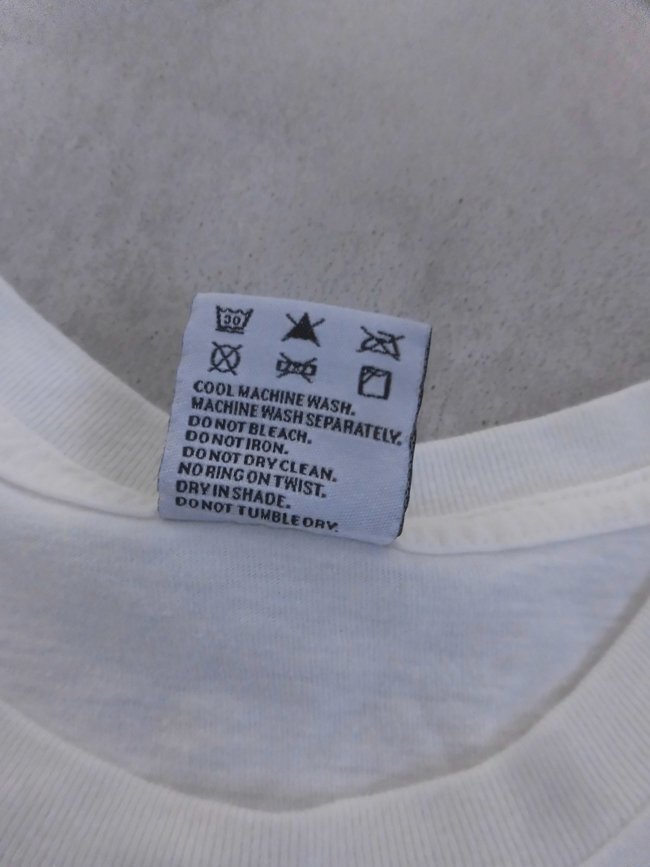 30
COOL MACHINE WASH.
MACHINE WASH SEPARATELY.
DO NOT BLEACH.
DO NOT IRON.
DO NOT DRY CLEAN.
NO RING ON TWIST.
DRY IN SHADE.
DO NOT TUMBLE DRY.